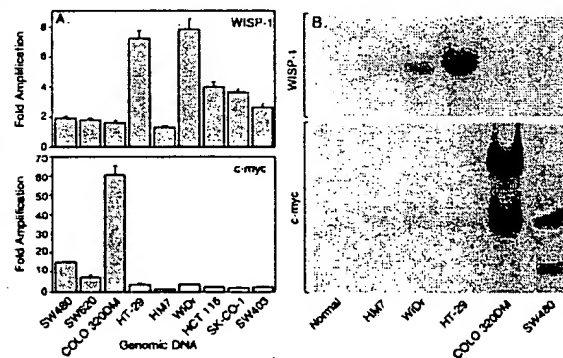 A.
WISP-1
Fold Amplification
8
6
4
2
0
c-myc
Fold Amplification
75
60
50
40
30
20
10
0
SW480
SW620
COLO 320DM
HT-29
HM7
WiDr
HCT 116
SK-CO-1
SW403
Genomic DNA
B.
WISP-1
c-myc
Normal
HM7
WiDr
HT-29
COLO 320DM
SW480